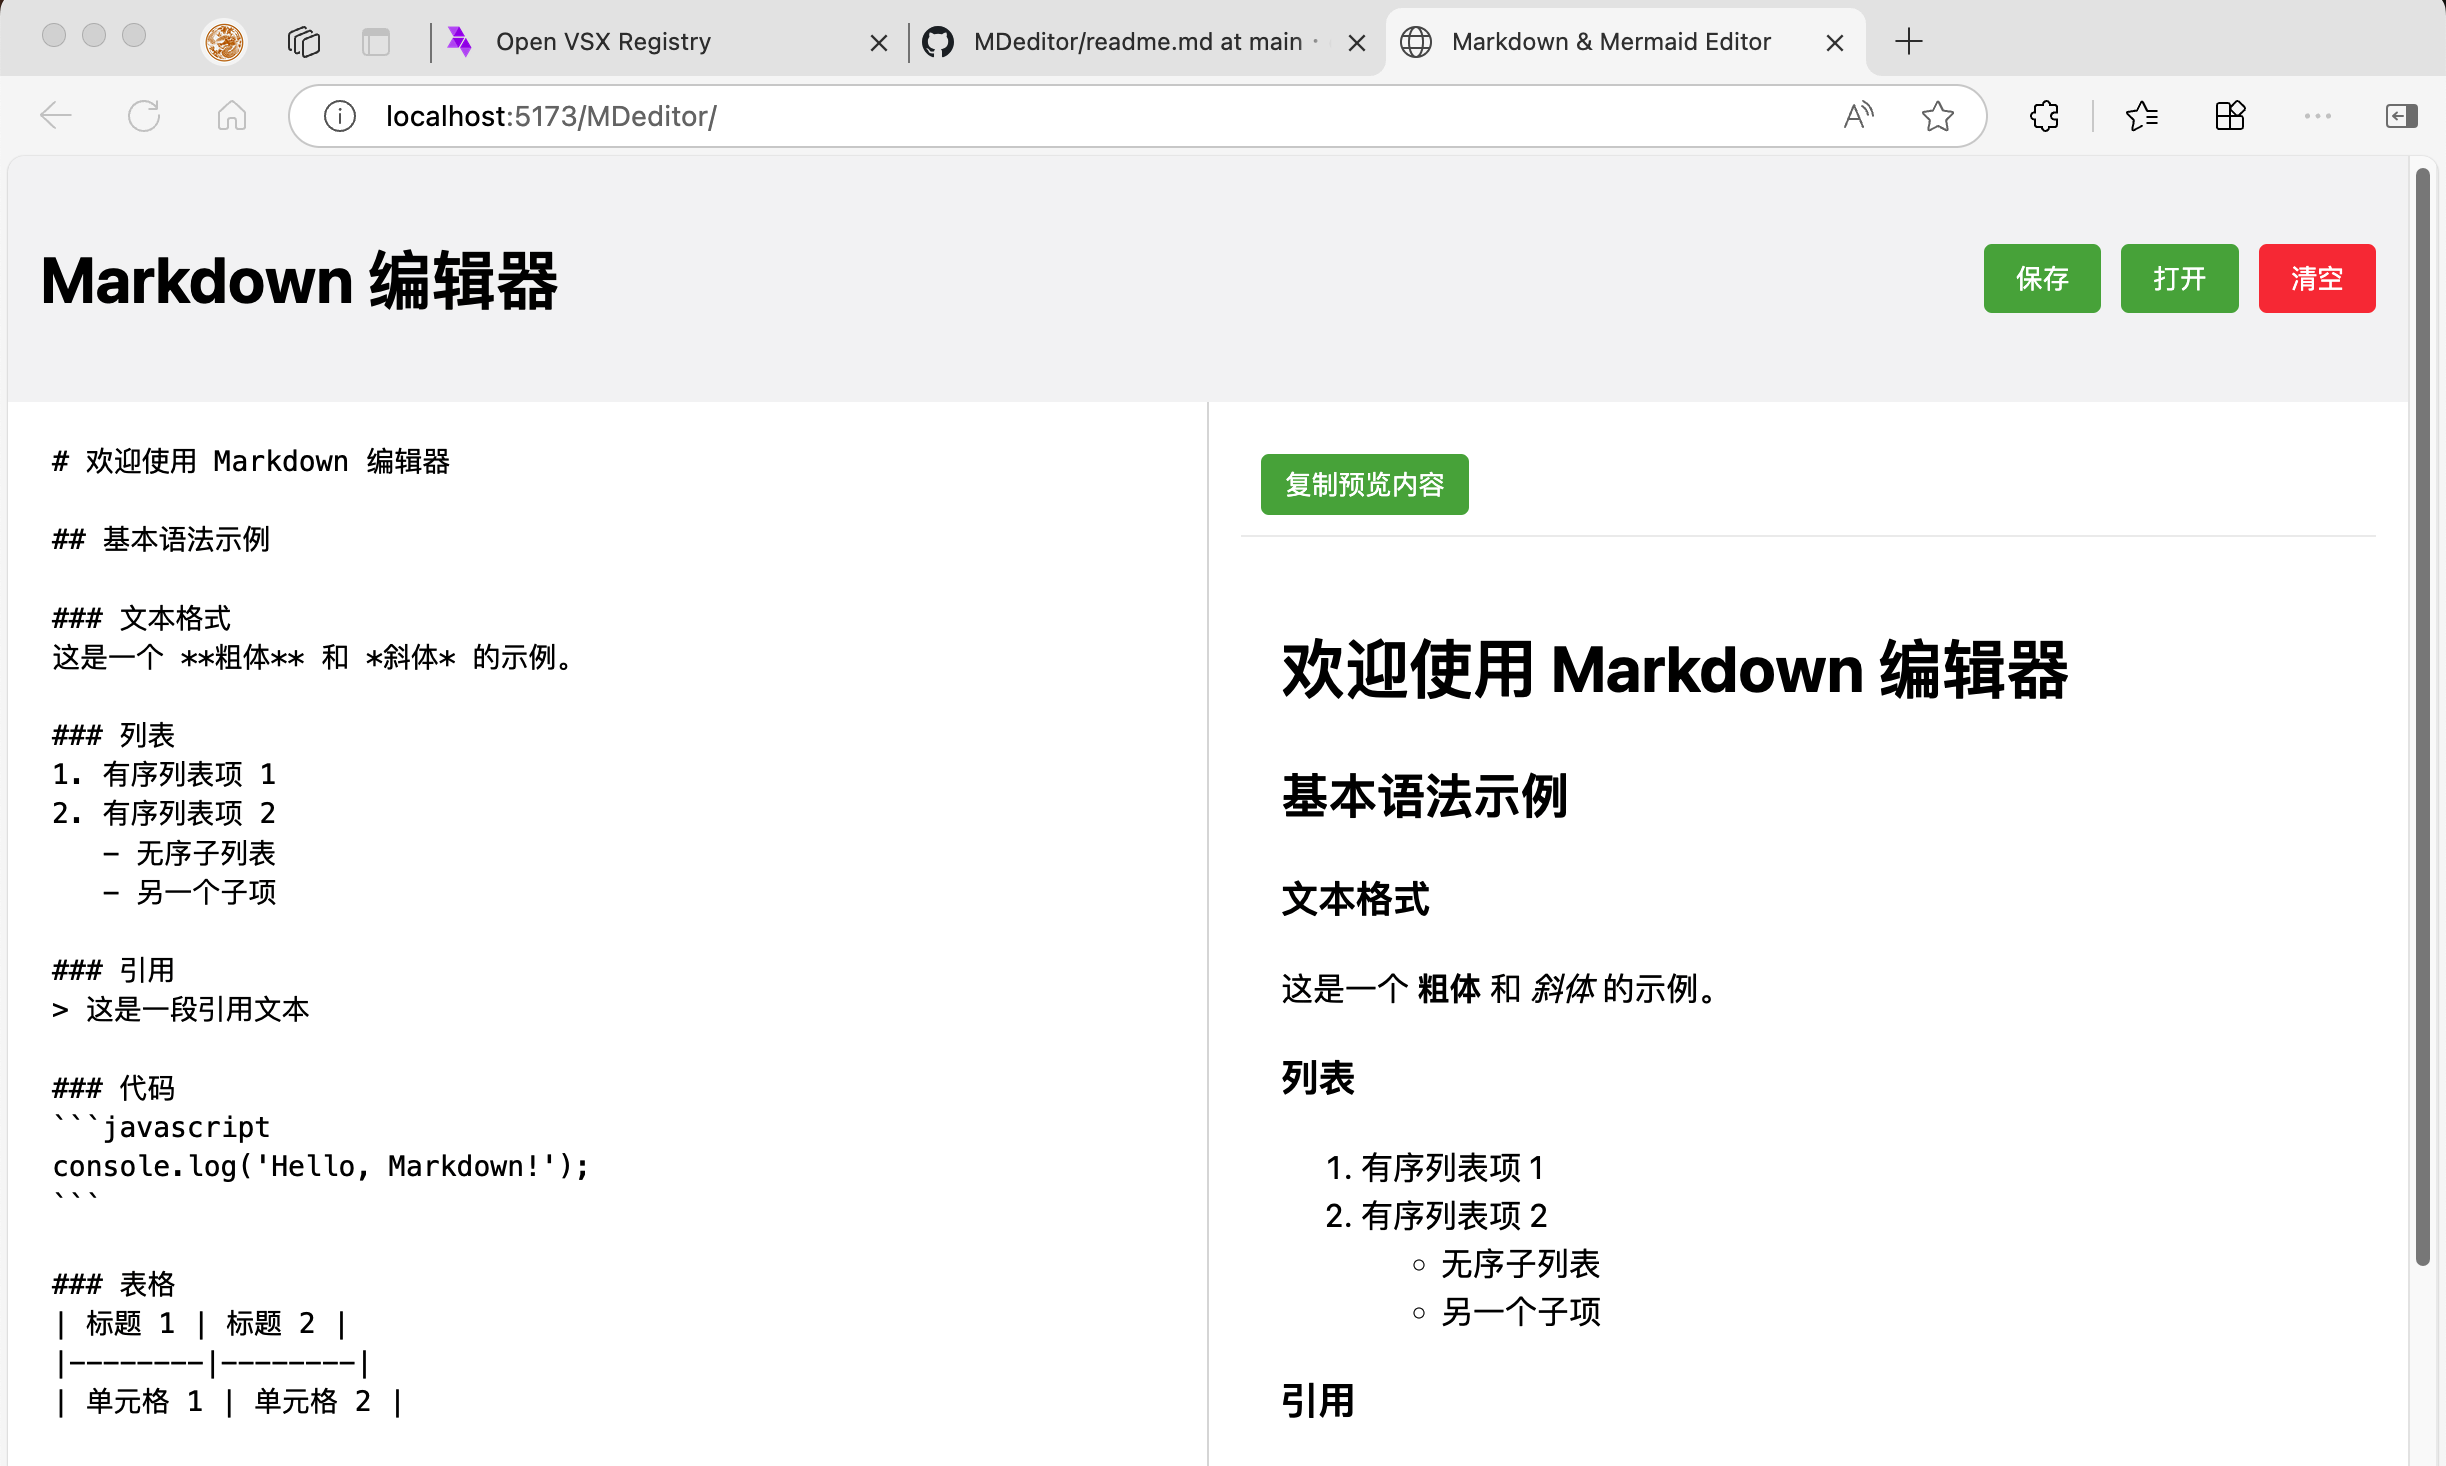 Open VSX Registry
MDeditor/readme.md at main ·
Markdown & Mermaid Editor
localhost:5173/MDeditor/
Markdown 编辑器
保存
打开
清空
# 欢迎使用 Markdown 编辑器
## 基本语法示例
### 文本格式
这是一个 **粗体** 和 *斜体* 的示例。
### 列表
1. 有序列表项 1
2. 有序列表项 2
   - 无序子列表
   - 另一个子项
### 引用
> 这是一段引用文本
### 代码
```javascript
console.log('Hello, Markdown!');
```
### 表格
| 标题 1 | 标题 2 |
|--------|--------|
| 单元格 1 | 单元格 2 |
复制预览内容
欢迎使用 Markdown 编辑器
基本语法示例
文本格式
这是一个 粗体 和 斜体 的示例。
列表
1. 有序列表项 1
2. 有序列表项 2
无序子列表
另一个子项
引用